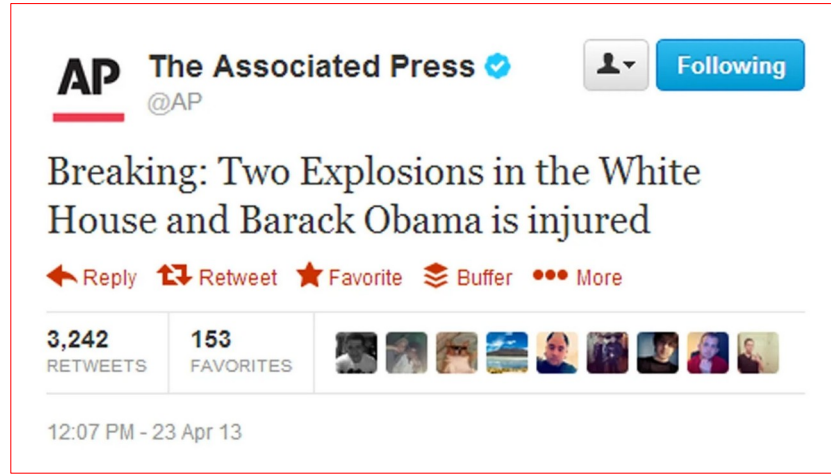 AP The Associated Press
Following
@AP
Breaking: Two Explosions in the White
House and Barack Obama is injured
Reply Retweet Favorite Buffer More
3,242 153
RETWEETS FAVORITES
12:07 PM - 23 Apr 13